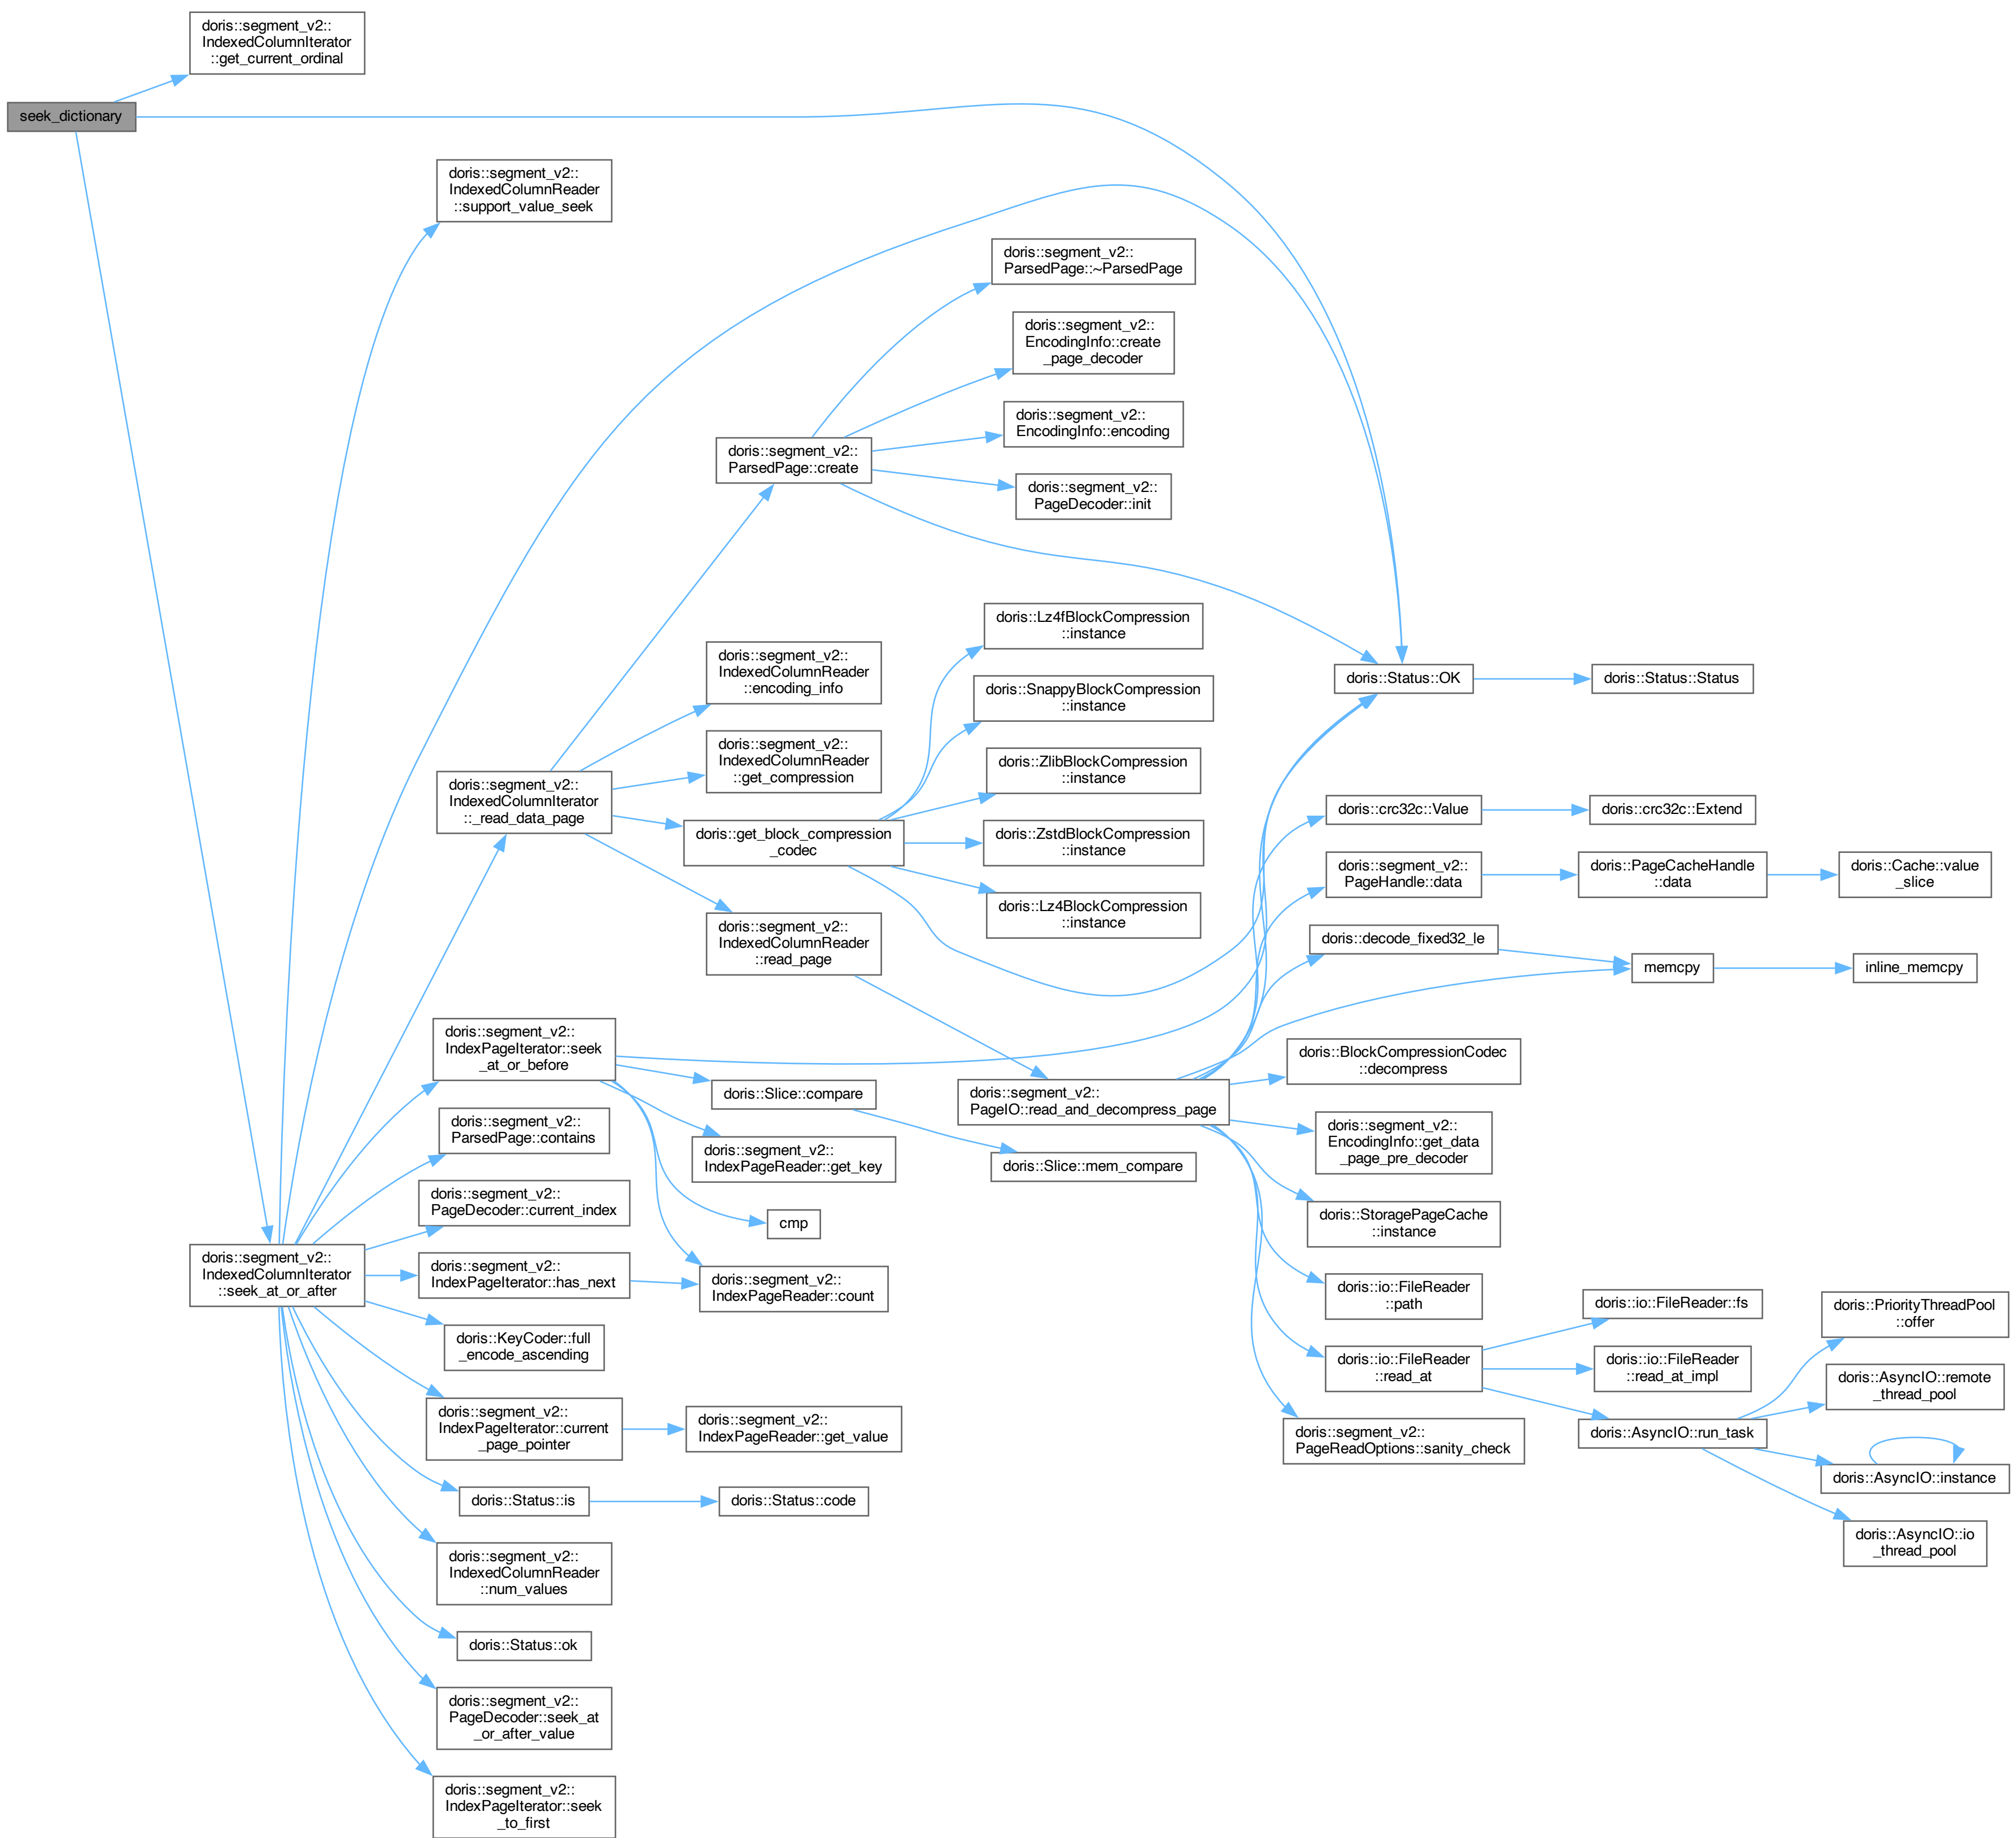 doris::segment_v2::
IndexedColumnIterator
::get_current_ordinal
seek_dictionary
doris::segment_v2::
IndexedColumnReader
::support_value_seek
doris::segment_v2::
ParsedPage::~ParsedPage
doris::segment_v2::
EncodingInfo::create
_page_decoder
doris::segment_v2::
EncodingInfo::encoding
doris::segment_v2::
ParsedPage::create
doris::segment_v2::
PageDecoder::init
doris::Lz4fBlockCompression
::instance
doris::segment_v2::
IndexedColumnReader
::encoding_info
doris::Status::OK
doris::Status::Status
doris::SnappyBlockCompression
::instance
doris::segment_v2::
IndexedColumnReader
::get_compression
doris::ZlibBlockCompression
::instance
doris::segment_v2::
IndexedColumnIterator
::_read_data_page
doris::crc32c::Value
doris::crc32c::Extend
doris::get_block_compression
_codec
doris::ZstdBlockCompression
::instance
doris::segment_v2::
PageHandle::data
doris::PageCacheHandle
::data
doris::Cache::value
_slice
doris::Lz4BlockCompression
::instance
doris::segment_v2::
IndexedColumnReader
::read_page
doris::decode_fixed32_le
memcpy
inline_memcpy
doris::segment_v2::
IndexPageIterator::seek
_at_or_before
doris::BlockCompressionCodec
::decompress
doris::Slice::compare
doris::segment_v2::
PageIO::read_and_decompress_page
doris::segment_v2::
ParsedPage::contains
doris::segment_v2::
EncodingInfo::get_data
_page_pre_decoder
doris::segment_v2::
IndexPageReader::get_key
doris::Slice::mem_compare
doris::segment_v2::
PageDecoder::current_index
cmp
doris::StoragePageCache
::instance
doris::segment_v2::
IndexedColumnIterator
::seek_at_or_after
doris::segment_v2::
IndexPageIterator::has_next
doris::segment_v2::
IndexPageReader::count
doris::io::FileReader
::path
doris::io::FileReader::fs
doris::PriorityThreadPool
::offer
doris::KeyCoder::full
_encode_ascending
doris::io::FileReader
::read_at
doris::io::FileReader
::read_at_impl
doris::AsyncIO::remote
_thread_pool
doris::segment_v2::
IndexPageIterator::current
_page_pointer
doris::segment_v2::
IndexPageReader::get_value
doris::segment_v2::
PageReadOptions::sanity_check
doris::AsyncIO::run_task
doris::AsyncIO::instance
doris::Status::is
doris::Status::code
doris::AsyncIO::io
_thread_pool
doris::segment_v2::
IndexedColumnReader
::num_values
doris::Status::ok
doris::segment_v2::
PageDecoder::seek_at
_or_after_value
doris::segment_v2::
IndexPageIterator::seek
_to_first